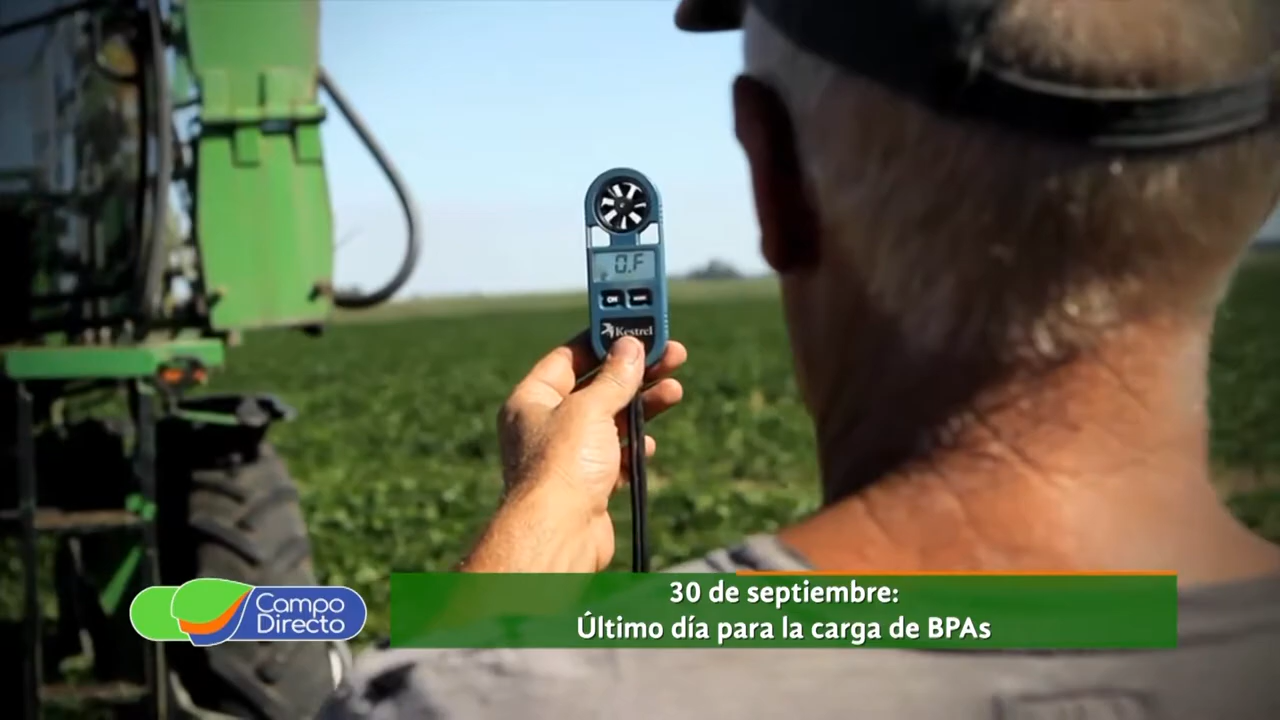 0.F
ON
Kestrel
30 de septiembre:
Último día para la carga de BPAs
Campo
Directo